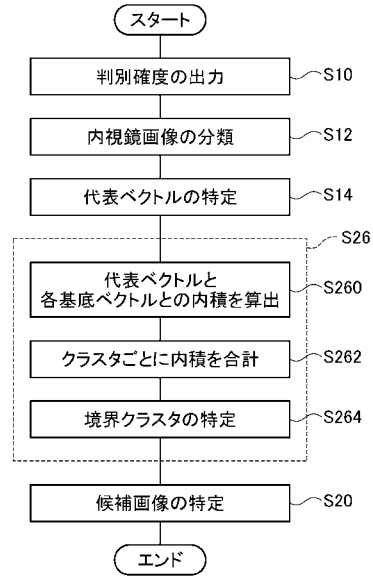 スタート
判別確度の出力
S10
内視鏡画像の分類
S12
代表ベクトルの特定
S14
S26
代表ベクトルと
各基底ベクトルとの内積を算出
S260
クラスタごとに内積を合計
S262
境界クラスタの特定
S264
候補画像の特定
S20
エンド